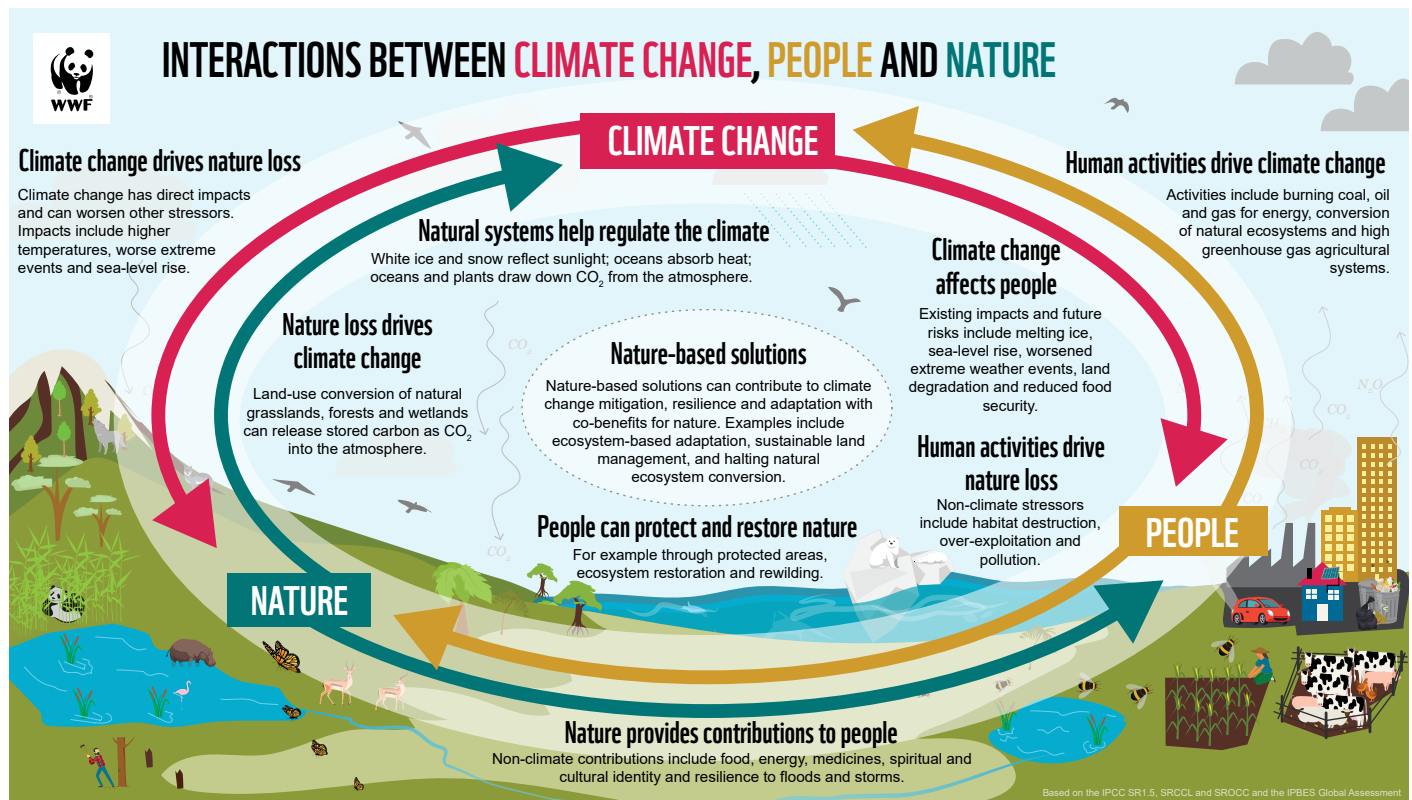 INTERACTIONS BETWEEN CLIMATE CHANGE, PEOPLE AND NATURE
WWF
CLIMATE CHANGE
Climate change drives nature loss
Climate change has direct impacts
and can worsen other stressors.
Impacts include higher
temperatures, worse extreme
events and sea-level rise.
Human activities drive climate change
Activities include burning coal, oil
and gas for energy, conversion
of natural ecosystems and high
greenhouse gas agricultural
systems.
Natural systems help regulate the climate
White ice and snow reflect sunlight; oceans absorb heat;
oceans and plants draw down CO₂ from the atmosphere.
Climate change
affects people
Existing impacts and future
risks include melting ice,
sea-level rise, worsened
extreme weather events, land
degradation and reduced food
security.
Nature loss drives
climate change
Land-use conversion of natural
grasslands, forests and wetlands
can release stored carbon as CO₂
into the atmosphere.
Nature-based solutions
Nature-based solutions can contribute to climate
change mitigation, resilience and adaptation with
co-benefits for nature. Examples include
ecosystem-based adaptation, sustainable land
management, and halting natural
ecosystem conversion.
Human activities drive
nature loss
Non-climate stressors
include habitat destruction,
over-exploitation and
pollution.
People can protect and restore nature
For example through protected areas,
ecosystem restoration and rewilding.
CO₂
CO₂
N₂O
CO₂
CO₂
PEOPLE
NATURE
Nature provides contributions to people
Non-climate contributions include food, energy, medicines, spiritual and
cultural identity and resilience to floods and storms.
Based on the IPCC SR1.5, SRCCL and SROCC and the IPBES Global Assessment